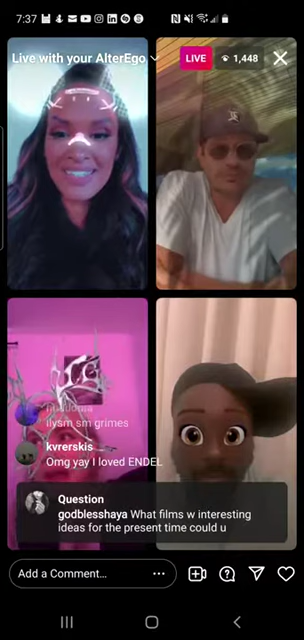 7:37
Live with your AlterEgo
LIVE
1,448
ilysm sm grimes
kvrerskis
Omg yay I loved ENDEL
Question
godblesshaya What films w interesting
ideas for the present time could u
Add a Comment...